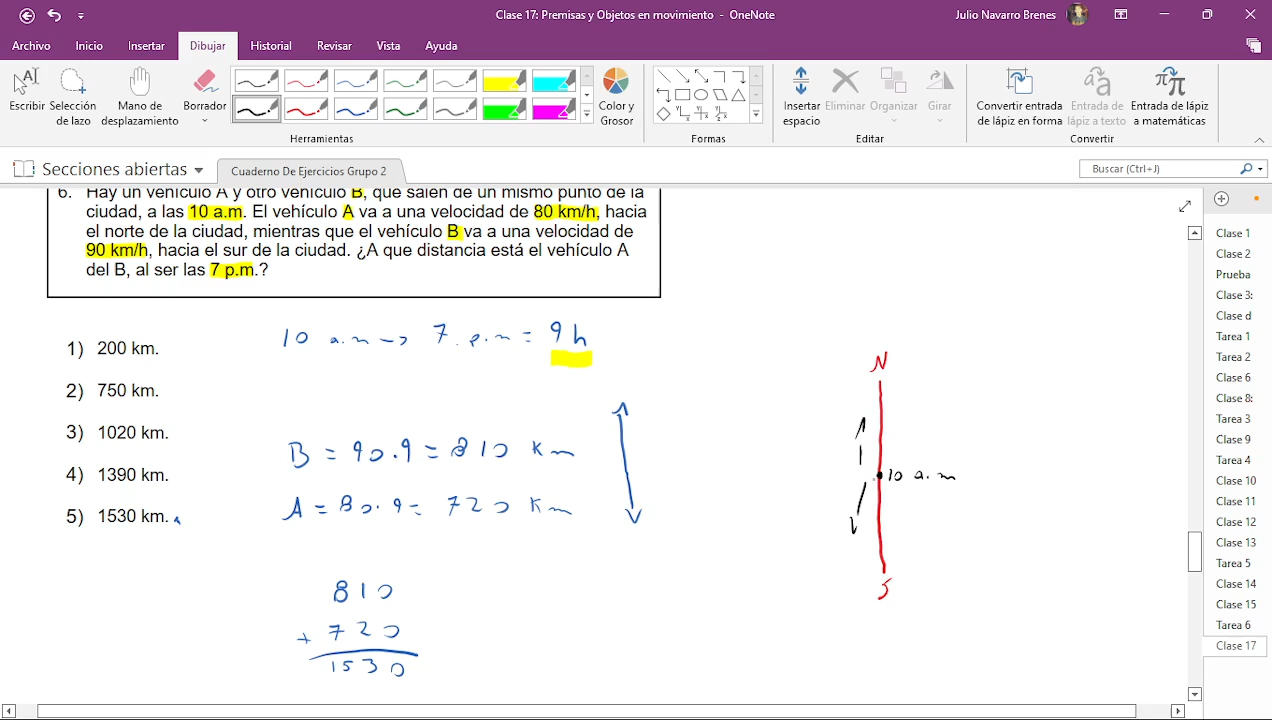 Clase 17: Premisas y Objetos en movimiento - OneNote
Julio Navarro Brenes
Archivo Inicio Insertar Dibujar Historial Revisar Vista Ayuda
Escribir
Selección de lazo
Mano de desplazamiento
Borrador
Color y Grosor
Insertar espacio
Eliminar
Organizar
Girar
Convertir entrada de lápiz en forma
Entrada de lápiz a texto
Entrada de lápiz a matemáticas
Herramientas
Formas
Editar
Convertir
Secciones abiertas
Cuaderno De Ejercicios Grupo 2
Buscar (Ctrl+J)
6. Hay un vehículo A y otro vehículo B, que salen de un mismo punto de la
ciudad, a las 10 a.m. El vehículo A va a una velocidad de 80 km/h, hacia
el norte de la ciudad, mientras que el vehículo B va a una velocidad de
90 km/h, hacia el sur de la ciudad. ¿A que distancia está el vehículo A
del B, al ser las 7 p.m.?
10 a.m -> 7 p.m = 9h
1) 200 km.
2) 750 km.
3) 1020 km.
4) 1390 km.
5) 1530 km.
B = 90.9 = 810 Km
A = 80.9 = 720 Km
810
+ 720
1530
N
10 a.m
S
Clase 1
Clase 2
Prueba
Clase 3:
Clase d
Tarea 1
Tarea 2
Clase 6
Clase 8:
Tarea 3
Clase 9
Tarea 4
Clase 10
Clase 11
Clase 12
Clase 13
Tarea 5
Clase 14
Clase 15
Tarea 6
Clase 17